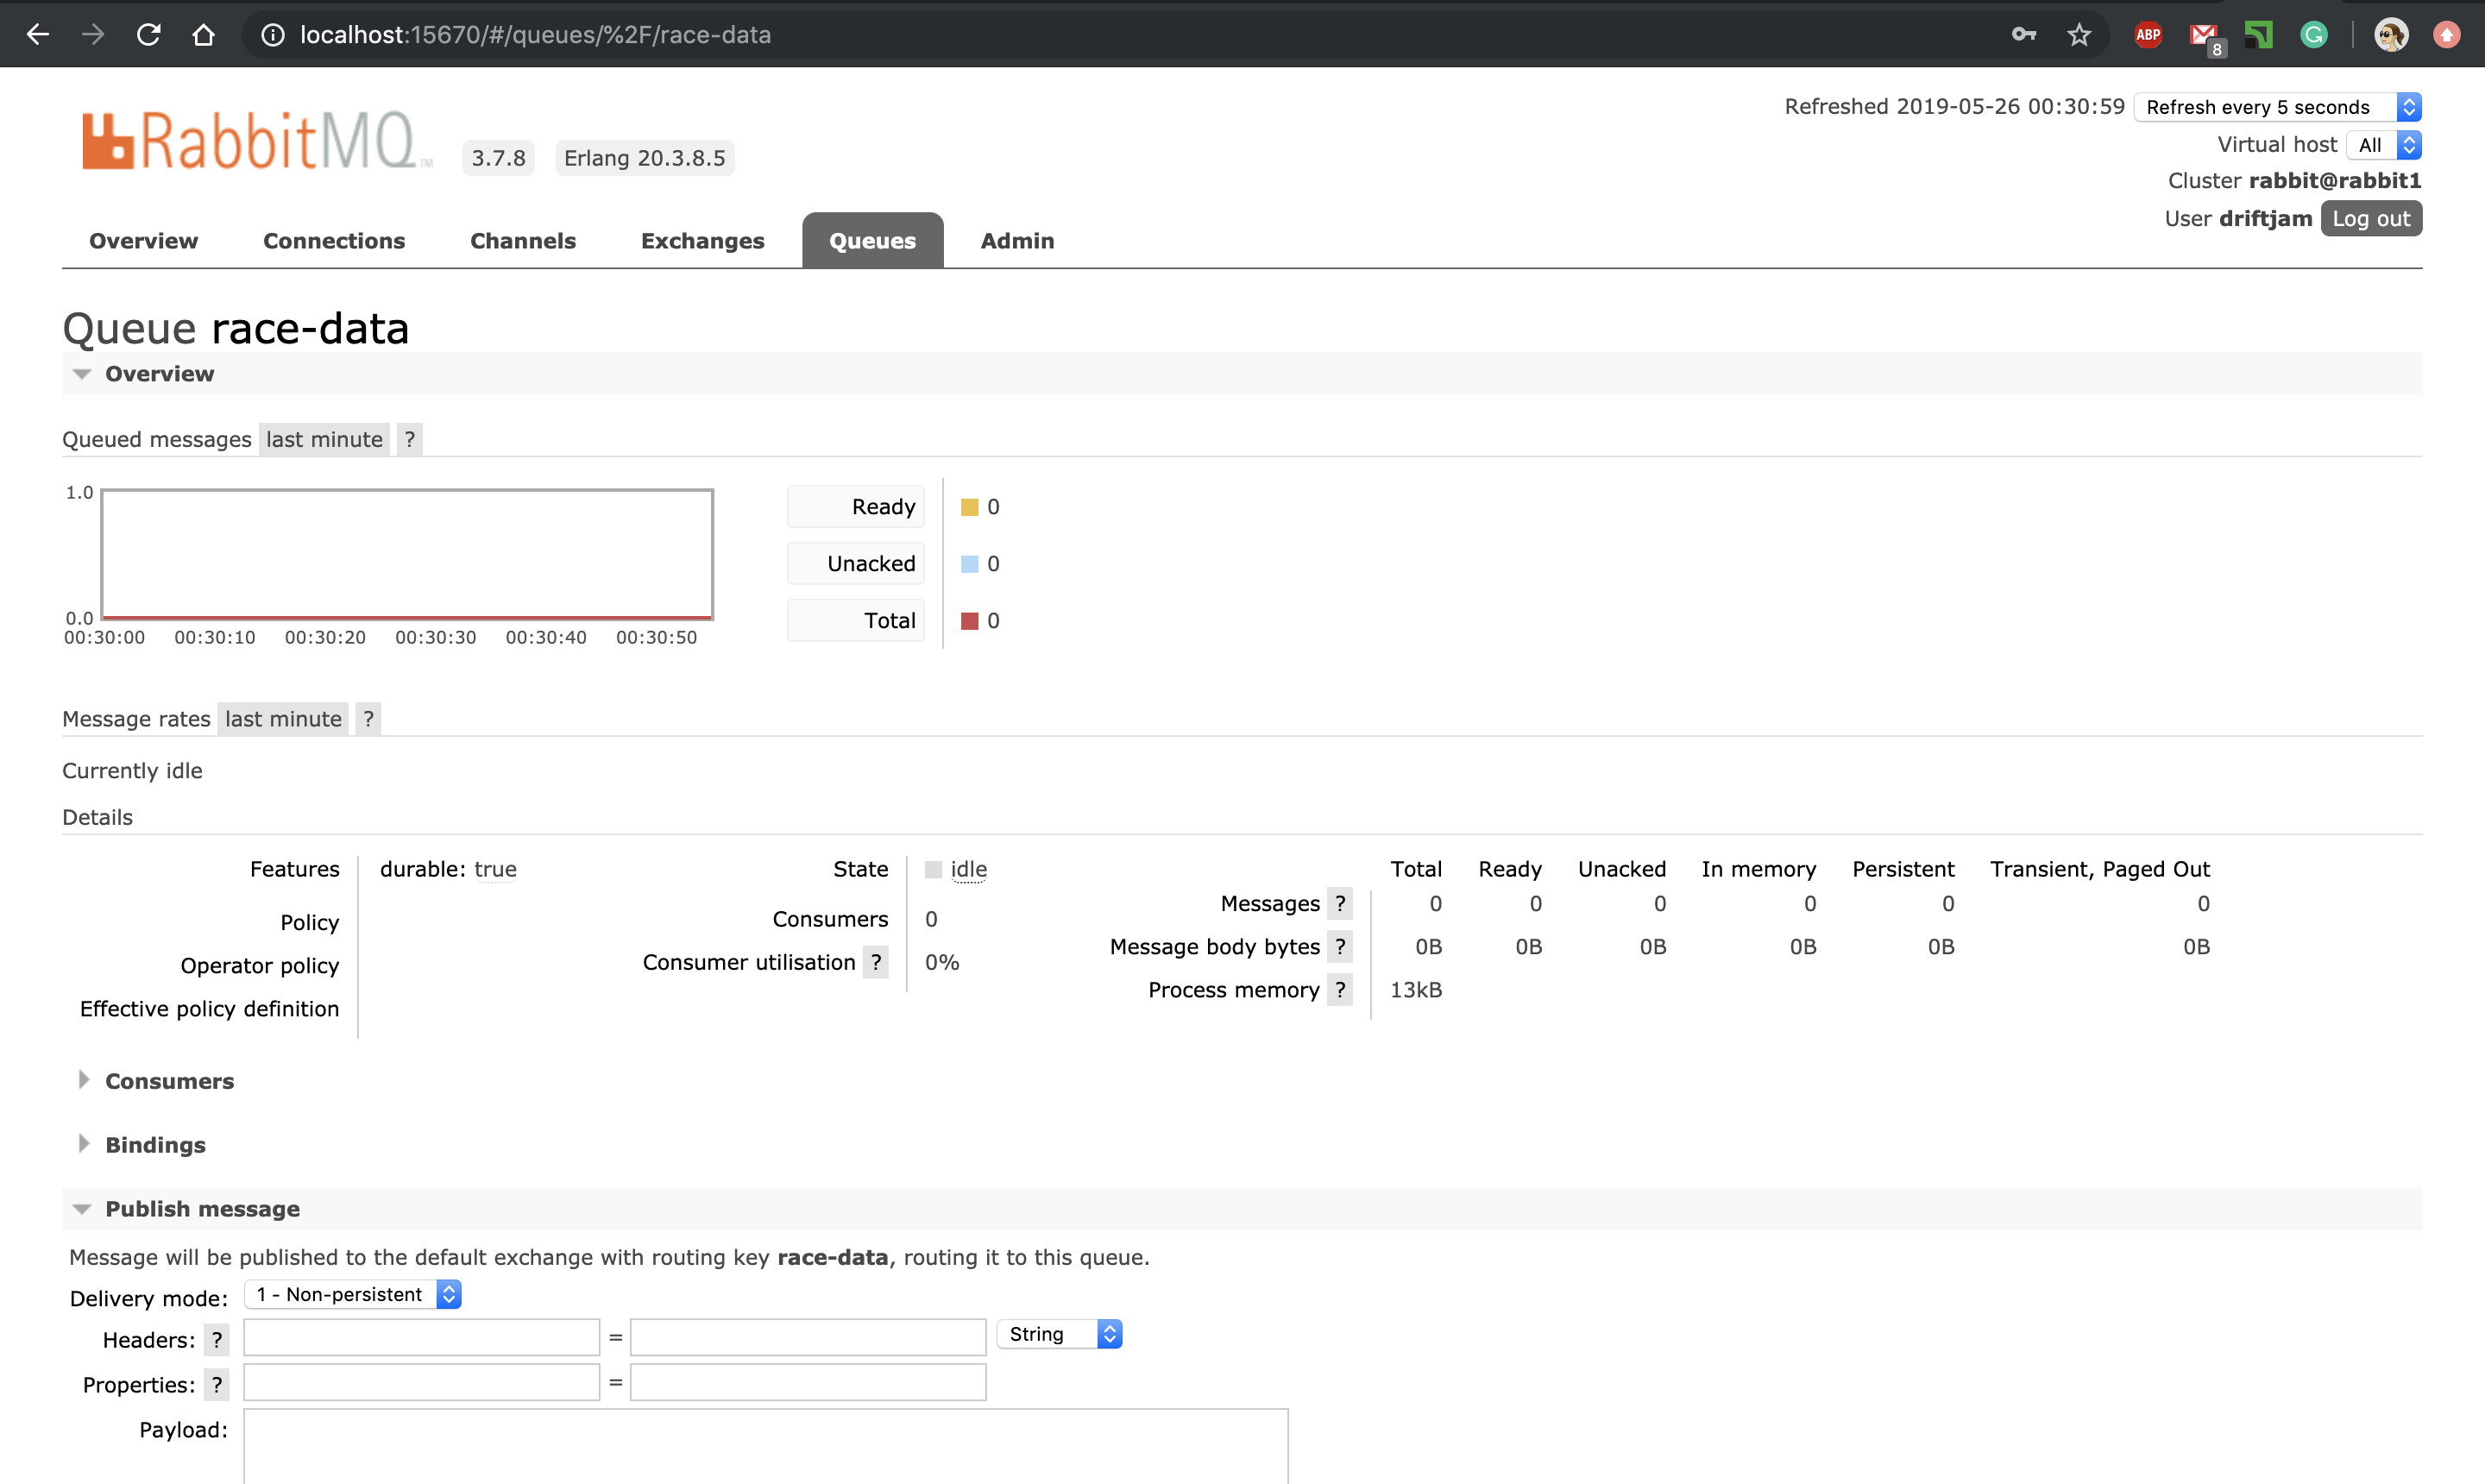 localhost:15670/#/queues/%2F/race-data
ABP
8
G
RabbitMQ™ 3.7.8 Erlang 20.3.8.5
Refreshed 2019-05-26 00:30:59 Refresh every 5 seconds
Virtual host All
Cluster rabbit@rabbit1
User driftjam Log out
Overview Connections Channels Exchanges Queues Admin
Queue race-data
Overview
Queued messages last minute ?
1.0
0.0
00:30:00 00:30:10 00:30:20 00:30:30 00:30:40 00:30:50
Ready 0
Unacked 0
Total 0
Message rates last minute ?
Currently idle
Details
Features durable: true
Policy
Operator policy
Effective policy definition
State idle
Consumers 0
Consumer utilisation ? 0%
Total Ready Unacked In memory Persistent Transient, Paged Out
Messages ? 0 0 0 0 0 0
Message body bytes ? 0B 0B 0B 0B 0B 0B
Process memory ? 13kB
Consumers
Bindings
Publish message
Message will be published to the default exchange with routing key race-data, routing it to this queue.
Delivery mode: 1 - Non-persistent
Headers: ? = String
Properties: ? =
Payload: